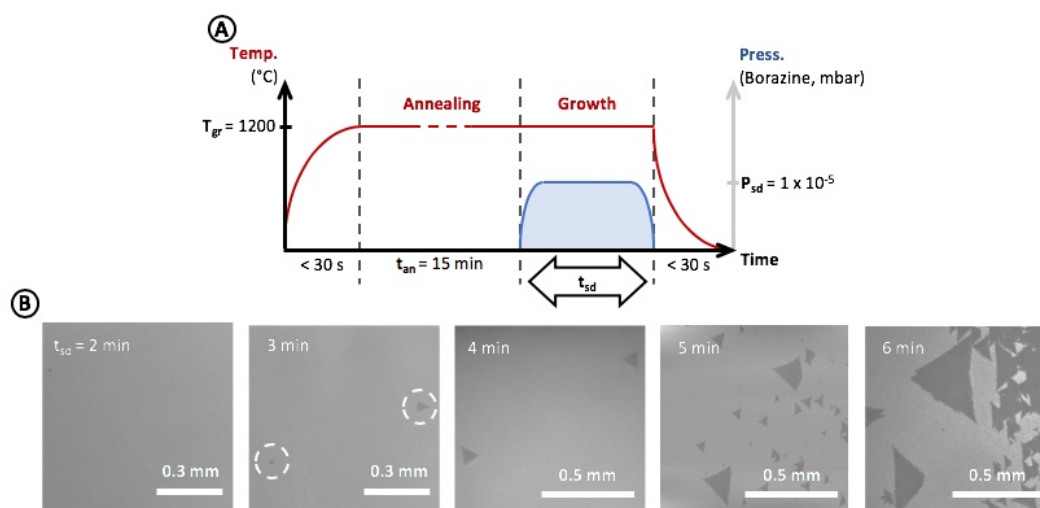 A
Temp.
(°C)
Press.
(Borazine, mbar)
Annealing
Growth
T_gr = 1200
P_sd = 1 x 10⁻⁵
Time
< 30 s
t_an = 15 min
t_sd
< 30 s
B
t_sd = 2 min
3 min
4 min
5 min
6 min
0.3 mm
0.3 mm
0.5 mm
0.5 mm
0.5 mm